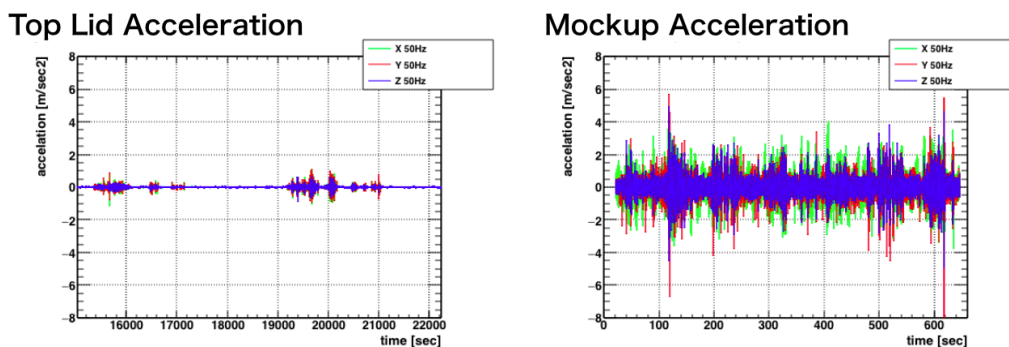 Top Lid Acceleration
X 50Hz
Y 50Hz
Z 50Hz
accelation [m/sec2]
8
6
4
2
0
−2
−4
−6
−8
16000 17000 18000 19000 20000 21000 22000
time [sec]
Mockup Acceleration
X 50Hz
Y 50Hz
Z 50Hz
accelation [m/sec2]
8
6
4
2
0
−2
−4
−6
−8
0 100 200 300 400 500 600
time [sec]